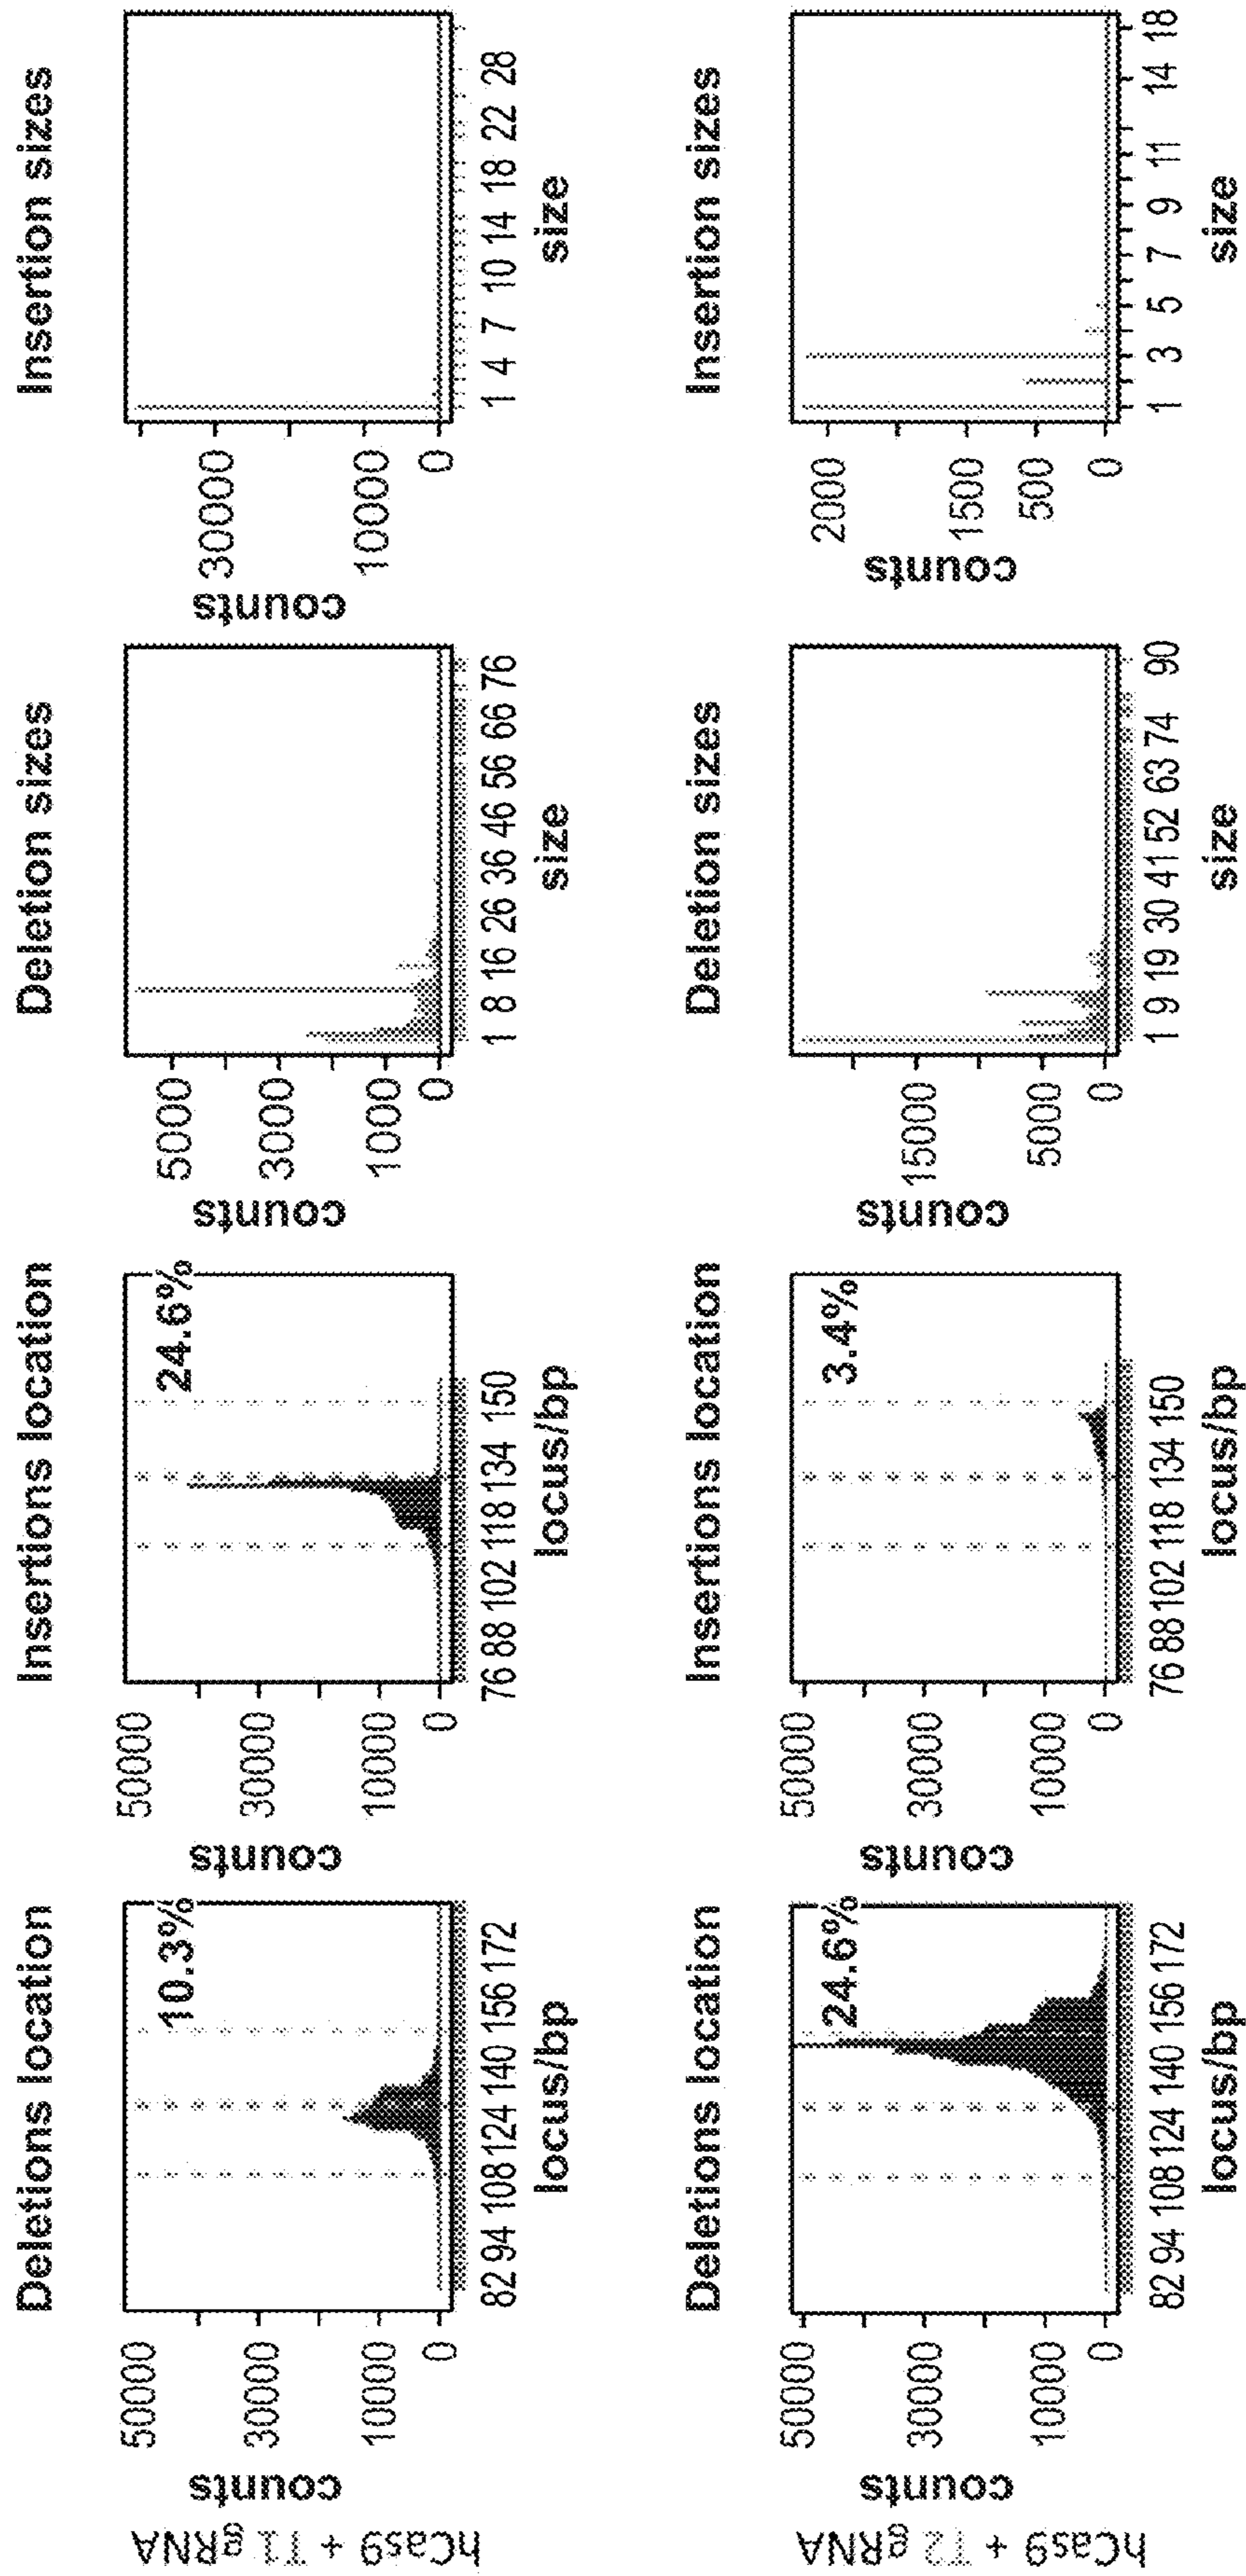 hCas9 + T1 gRNA
Deletions location
counts
50000
30000
10000
0
10.3%
82 94 108 124 140 156 172
locus/bp
Insertions location
counts
50000
30000
10000
0
24.6%
76 88 102 118 134 150
locus/bp
Deletion sizes
counts
5000
3000
1000
0
1 8 16 26 36 46 56 66 76
size
Insertion sizes
counts
30000
10000
0
1 4 7 10 14 18 22 28
size
hCas9 + T2 gRNA
Deletions location
counts
50000
30000
10000
0
24.6%
82 94 108 124 140 156 172
locus/bp
Insertions location
counts
50000
30000
10000
0
3.4%
76 88 102 118 134 150
locus/bp
Deletion sizes
counts
15000
5000
0
1 9 19 30 41 52 63 74 90
size
Insertion sizes
counts
2000
1500
500
0
1 3 5 7 9 11 14 18
size